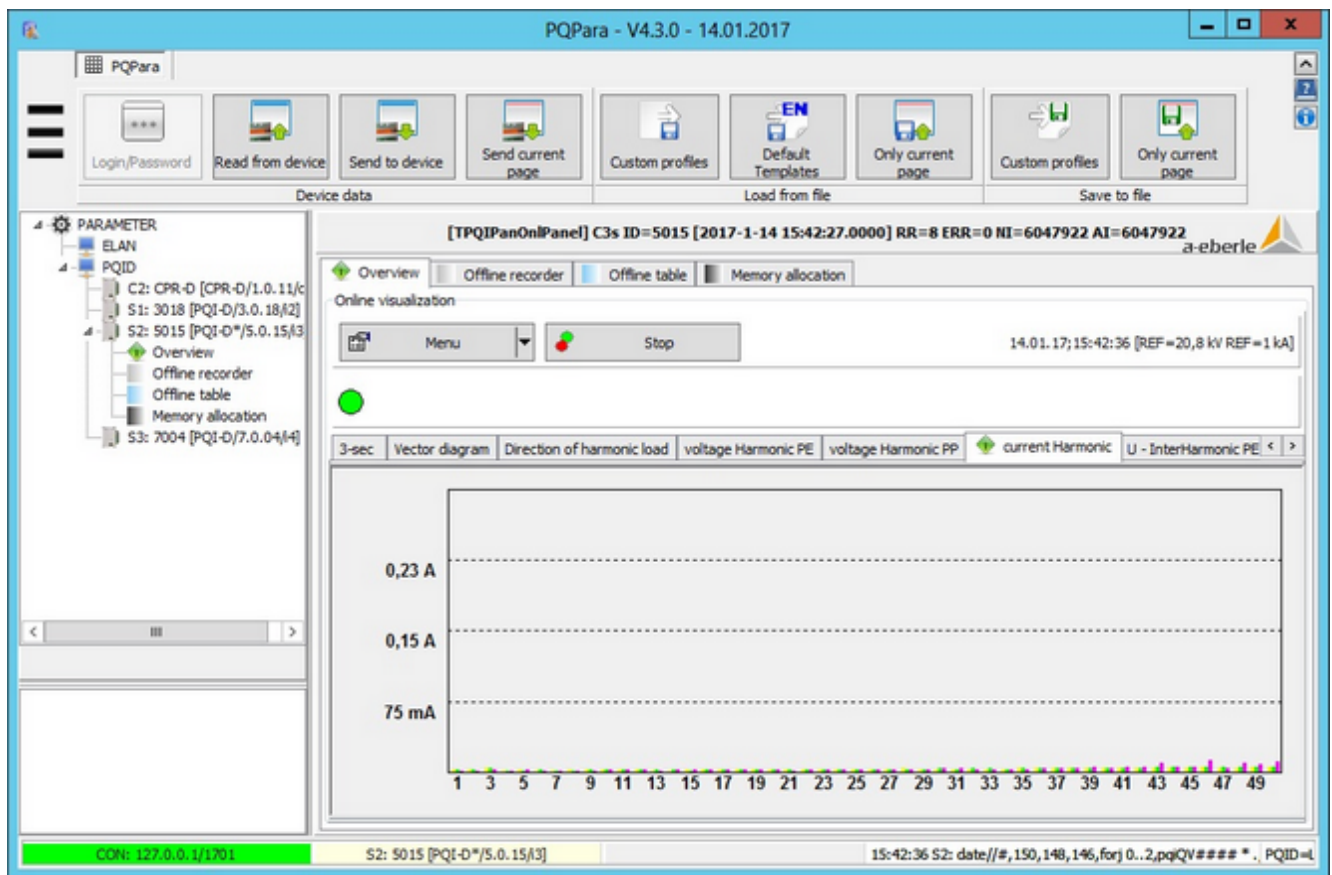 PQPara - V4.3.0 - 14.01.2017
PQPara
Login/Password
Read from device
Send to device
Send current page
Custom profiles
Default Templates
Only current page
Custom profiles
Only current page
EN
Device data
Load from file
Save to file
PARAMETER
ELAN
PQID
C2: CPR-D [CPR-D/1.0.11/c
S1: 3018 [PQI-D/3.0.18/i2]
S2: 5015 [PQI-D*/5.0.15/i3
Overview
Offline recorder
Offline table
Memory allocation
S3: 7004 [PQI-D/7.0.04/i4]
[TPQIPanOnlPanel] C3s ID=5015 [2017-1-14 15:42:27.0000] RR=8 ERR=0 NI=6047922 AI=6047922
a-eberle
Overview
Offline recorder
Offline table
Memory allocation
Online visualization
Menu
Stop
14.01.17;15:42:36 [REF=20,8 kV REF=1 kA]
3-sec
Vector diagram
Direction of harmonic load
voltage Harmonic PE
voltage Harmonic PP
current Harmonic
U - InterHarmonic PE
0,23 A
0,15 A
75 mA
1 3 5 7 9 11 13 15 17 19 21 23 25 27 29 31 33 35 37 39 41 43 45 47 49
CON: 127.0.0.1/1701
S2: 5015 [PQI-D*/5.0.15/i3]
15:42:36 S2: date//#,150,148,146,forj 0..2,pqiQV#### *.
PQID=L